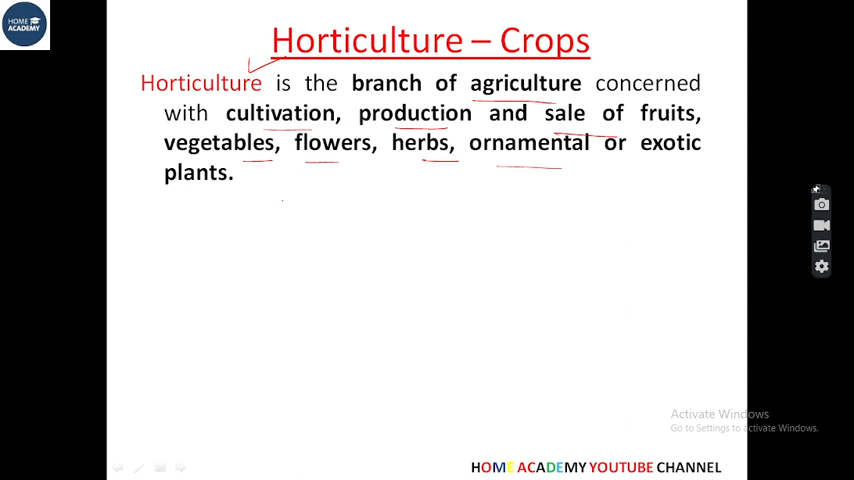 HOME
ACADEMY
Horticulture – Crops
Horticulture is the branch of agriculture concerned
with cultivation, production and sale of fruits,
vegetables, flowers, herbs, ornamental or exotic
plants.
Activate Windows
Go to Settings to activate Windows.
HOME ACADEMY YOUTUBE CHANNEL